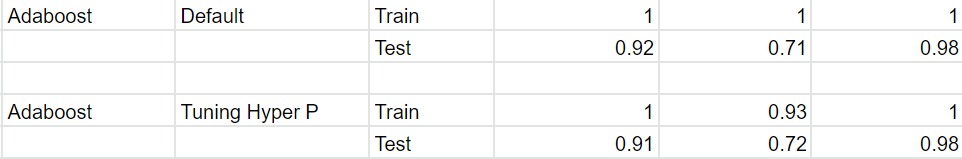 Adaboost Default Train 1 1 1
Test 0.92 0.71 0.98
Adaboost Tuning Hyper P Train 1 0.93 1
Test 0.91 0.72 0.98